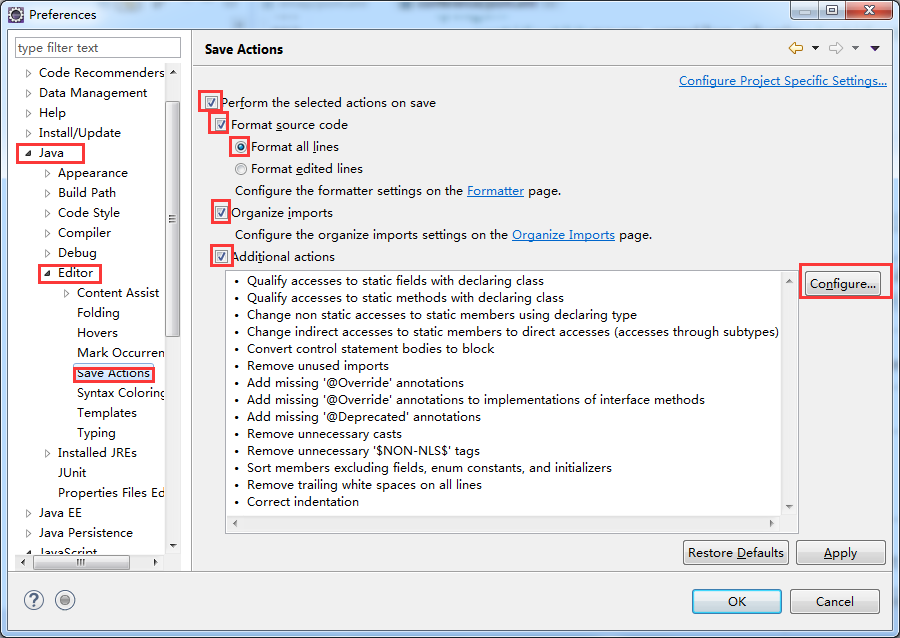 Preferences
type filter text
Code Recommenders
Data Management
Help
Install/Update
Java
Appearance
Build Path
Code Style
Compiler
Debug
Editor
Content Assist
Folding
Hovers
Mark Occurren
Save Actions
Syntax Coloring
Templates
Typing
Installed JREs
JUnit
Properties Files Ed
Java EE
Java Persistence
JavaScript
Save Actions
Configure Project Specific Settings...
Perform the selected actions on save
Format source code
Format all lines
Format edited lines
Configure the formatter settings on the Formatter page.
Organize imports
Configure the organize imports settings on the Organize Imports page.
Additional actions
• Qualify accesses to static fields with declaring class
• Qualify accesses to static methods with declaring class
• Change non static accesses to static members using declaring type
• Change indirect accesses to static members to direct accesses (accesses through subtypes)
• Convert control statement bodies to block
• Remove unused imports
• Add missing '@Override' annotations
• Add missing '@Override' annotations to implementations of interface methods
• Add missing '@Deprecated' annotations
• Remove unnecessary casts
• Remove unnecessary '$NON-NLS$' tags
• Sort members excluding fields, enum constants, and initializers
• Remove trailing white spaces on all lines
• Correct indentation
Configure...
Restore Defaults
Apply
?
OK
Cancel